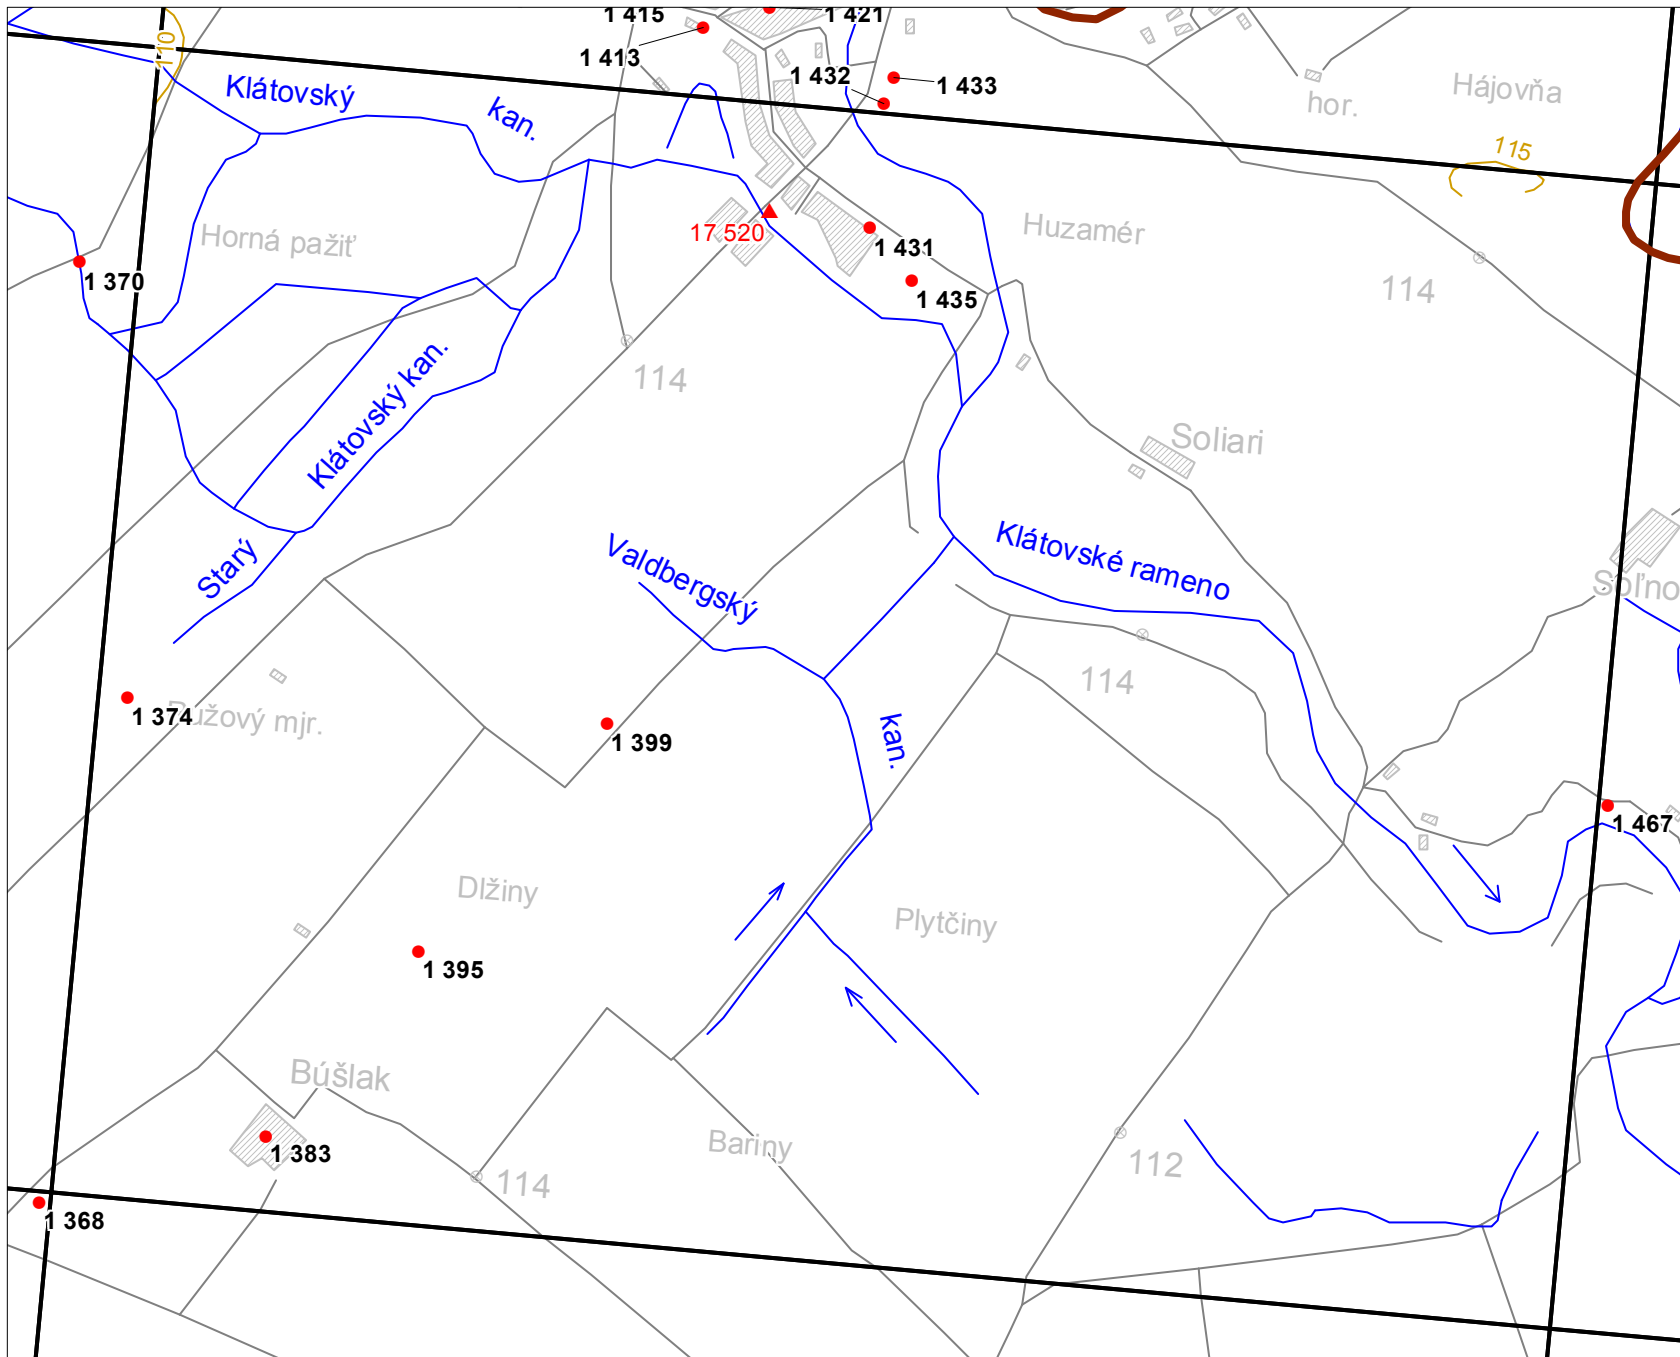 1 415
1 421
110
1 413
1 432
1 433
Klátovský
kan.
Hájovňa
hor.
115
17 520
Horná pažiť
Huzamér
1 431
1 370
1 435
114
114
Klátovský kan.
Soliari
Starý
Valdbergský
Klátovské rameno
Soľno
114
1 374
Ružový mjr.
1 399
kan.
1 467
Dlžiny
Plytčiny
1 395
Búšlak
Bariny
1 383
114
112
1 368